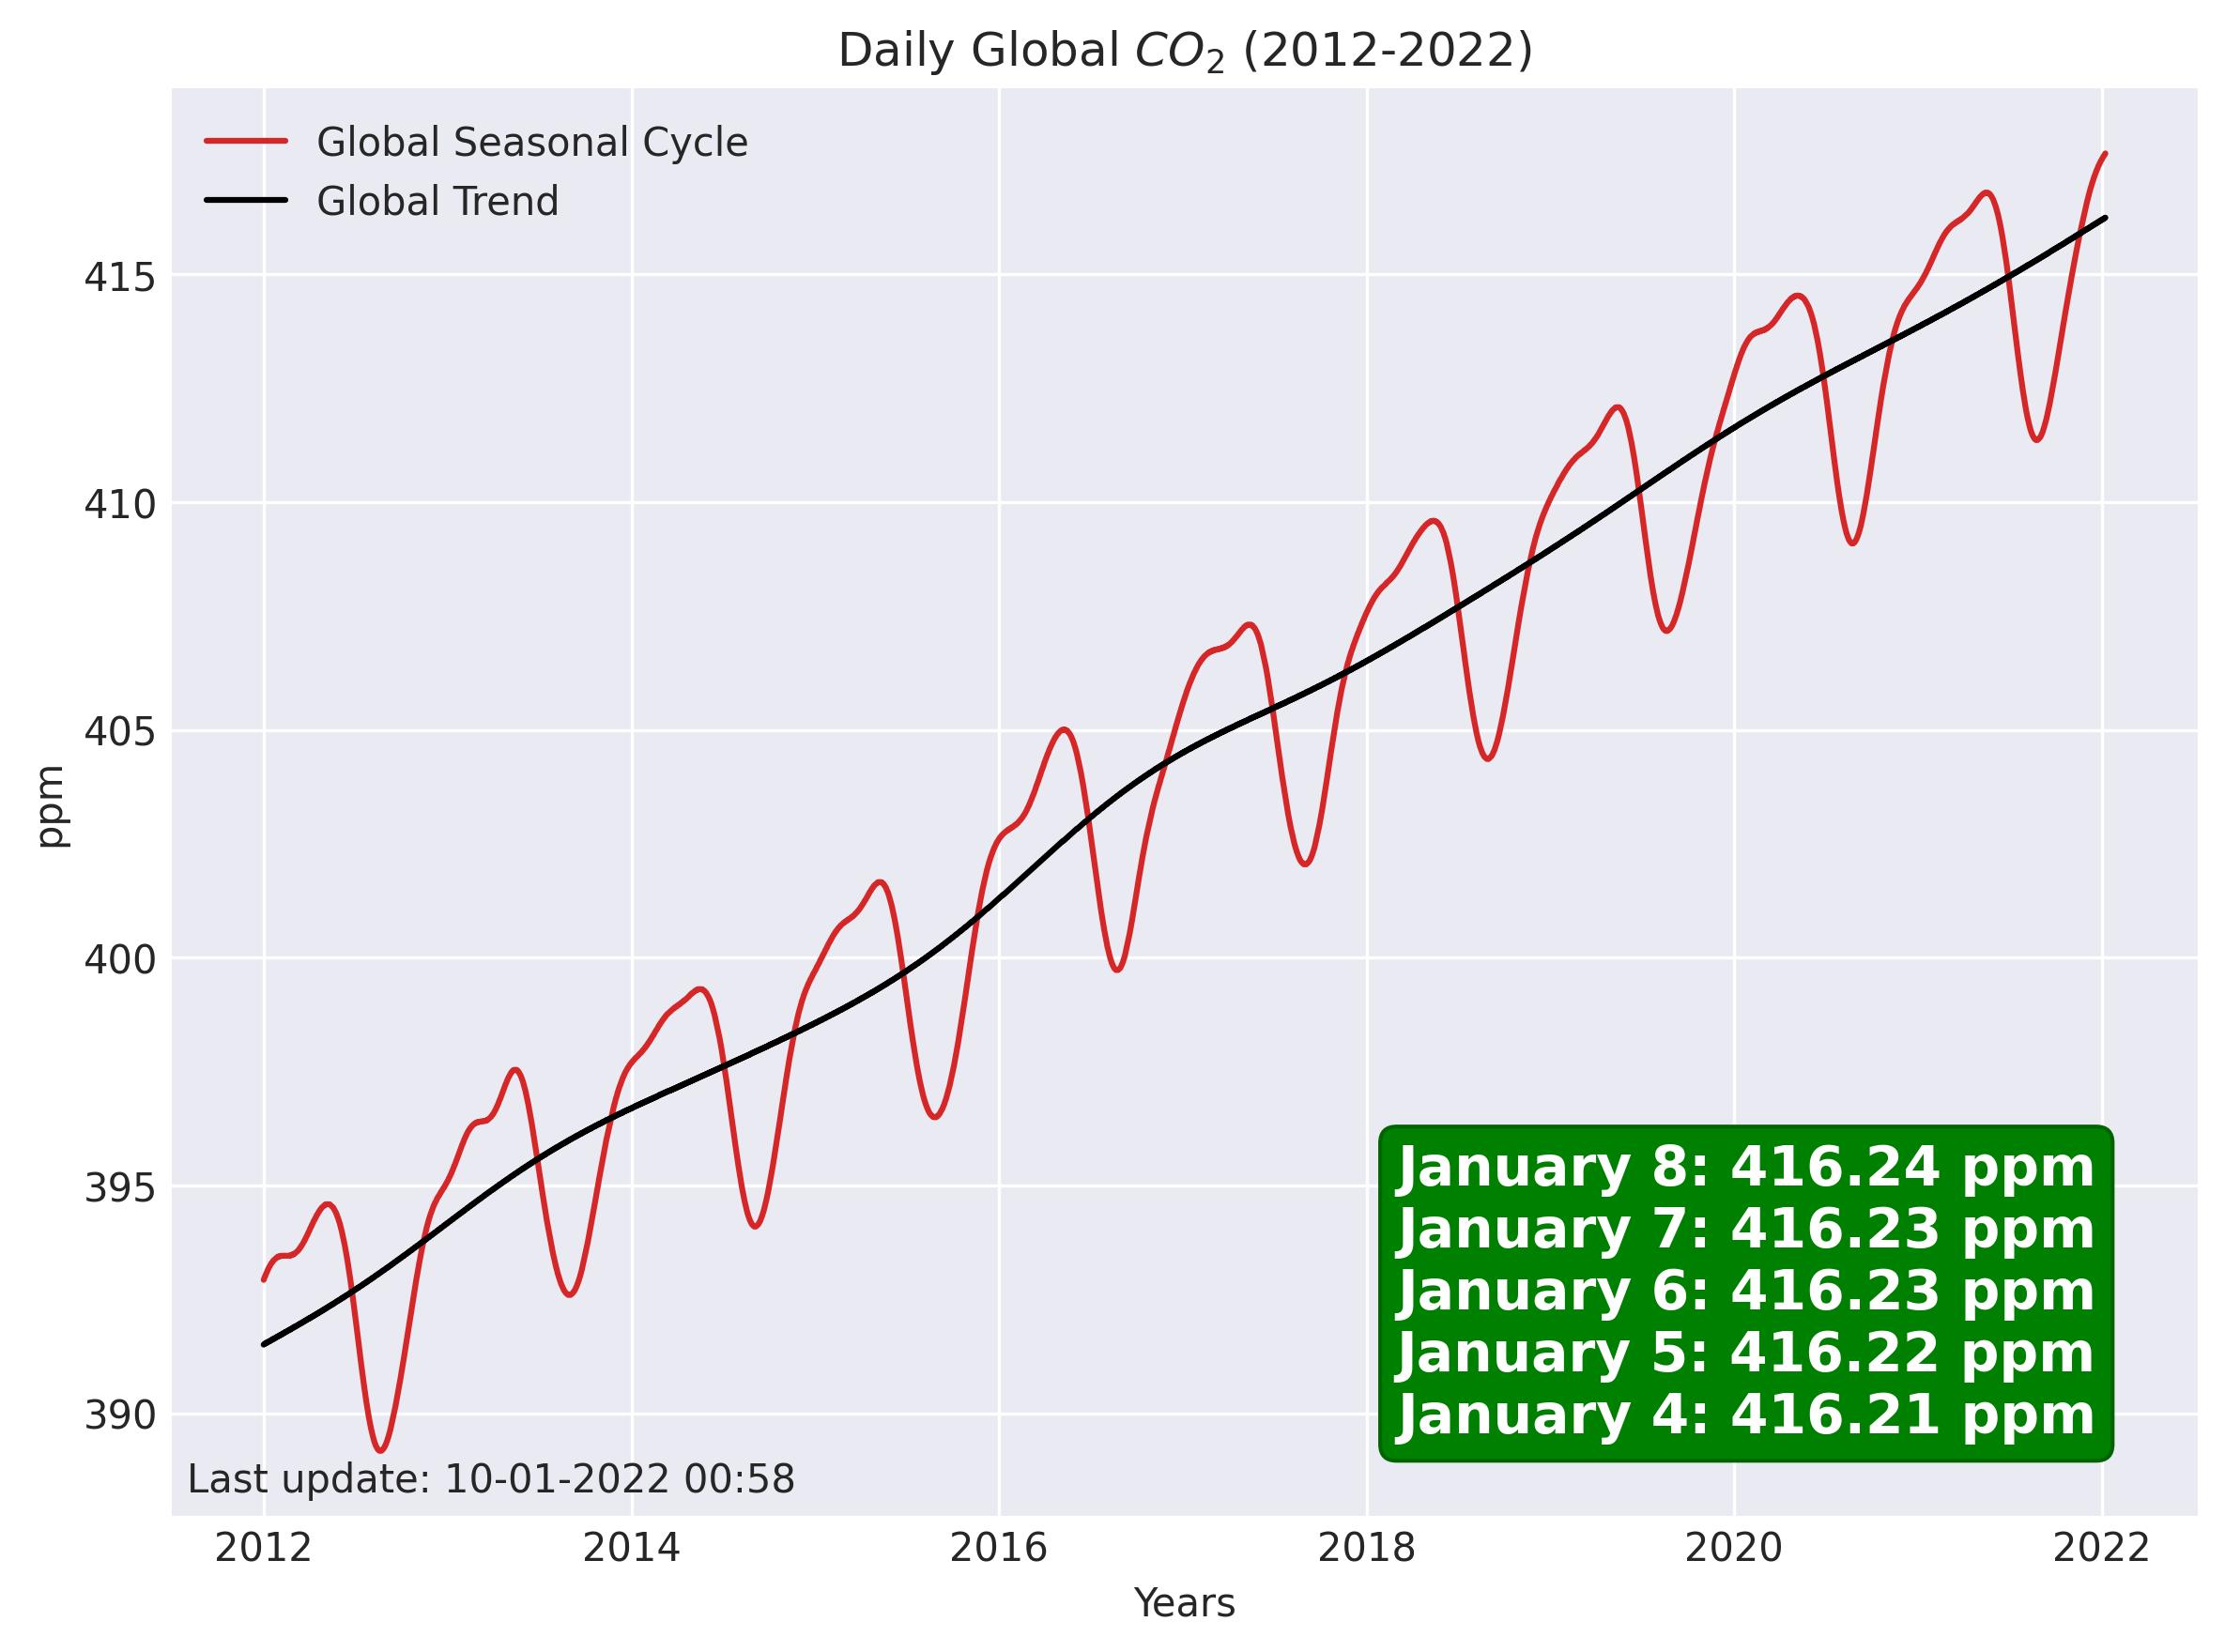 Daily Global CO₂ (2012-2022)
Global Seasonal Cycle
Global Trend
415
410
405
400
395
390
ppm
January 8: 416.24 ppm
January 7: 416.23 ppm
January 6: 416.23 ppm
January 5: 416.22 ppm
January 4: 416.21 ppm
Last update: 10-01-2022 00:58
2012 2014 2016 2018 2020 2022
Years